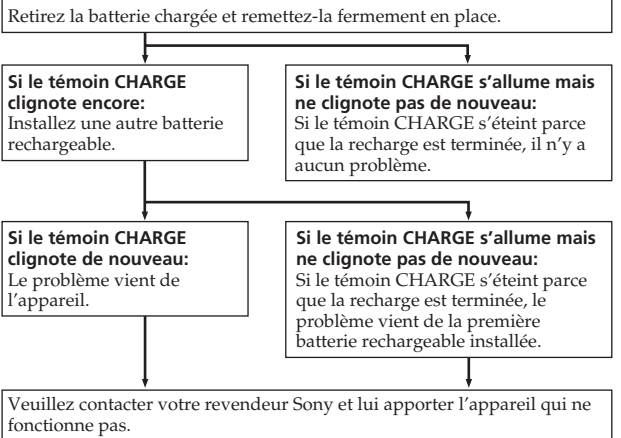 Retirez la batterie chargée et remettez-la fermement en place.
Si le témoin CHARGE
clignote encore:
Installez une autre batterie
rechargeable.
Si le témoin CHARGE s’allume mais
ne clignote pas de nouveau:
Si le témoin CHARGE s’éteint parce
que la recharge est terminée, il n’y a
aucun problème.
Si le témoin CHARGE
clignote de nouveau:
Le problème vient de
l’appareil.
Si le témoin CHARGE s’allume mais
ne clignote pas de nouveau:
Si le témoin CHARGE s’éteint parce
que la recharge est terminée, le
problème vient de la première
batterie rechargeable installée.
Veuillez contacter votre revendeur Sony et lui apporter l’appareil qui ne
fonctionne pas.